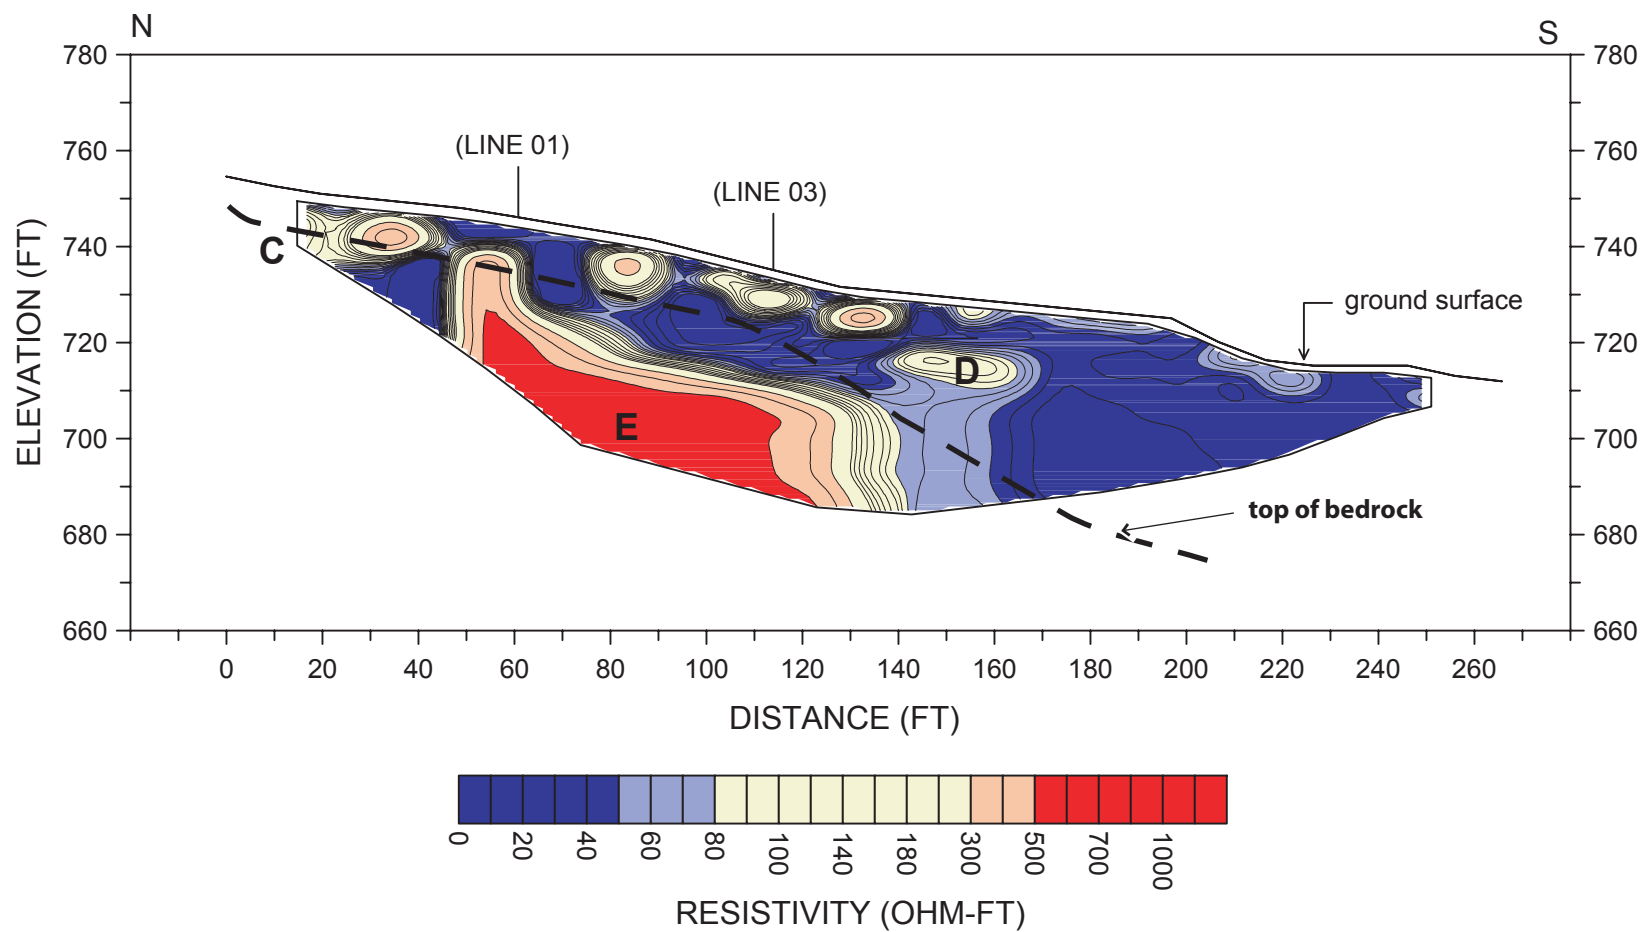 N
S
780
780
(LINE 01)
760
760
(LINE 03)
740
740
C
ground surface
720
720
D
E
700
700
top of bedrock
680
680
660
660
ELEVATION (FT)
0 20 40 60 80 100 120 140 160 180 200 220 240 260
DISTANCE (FT)
0 20 40 60 80 100 140 180 300 500 700 1000
RESISTIVITY (OHM-FT)